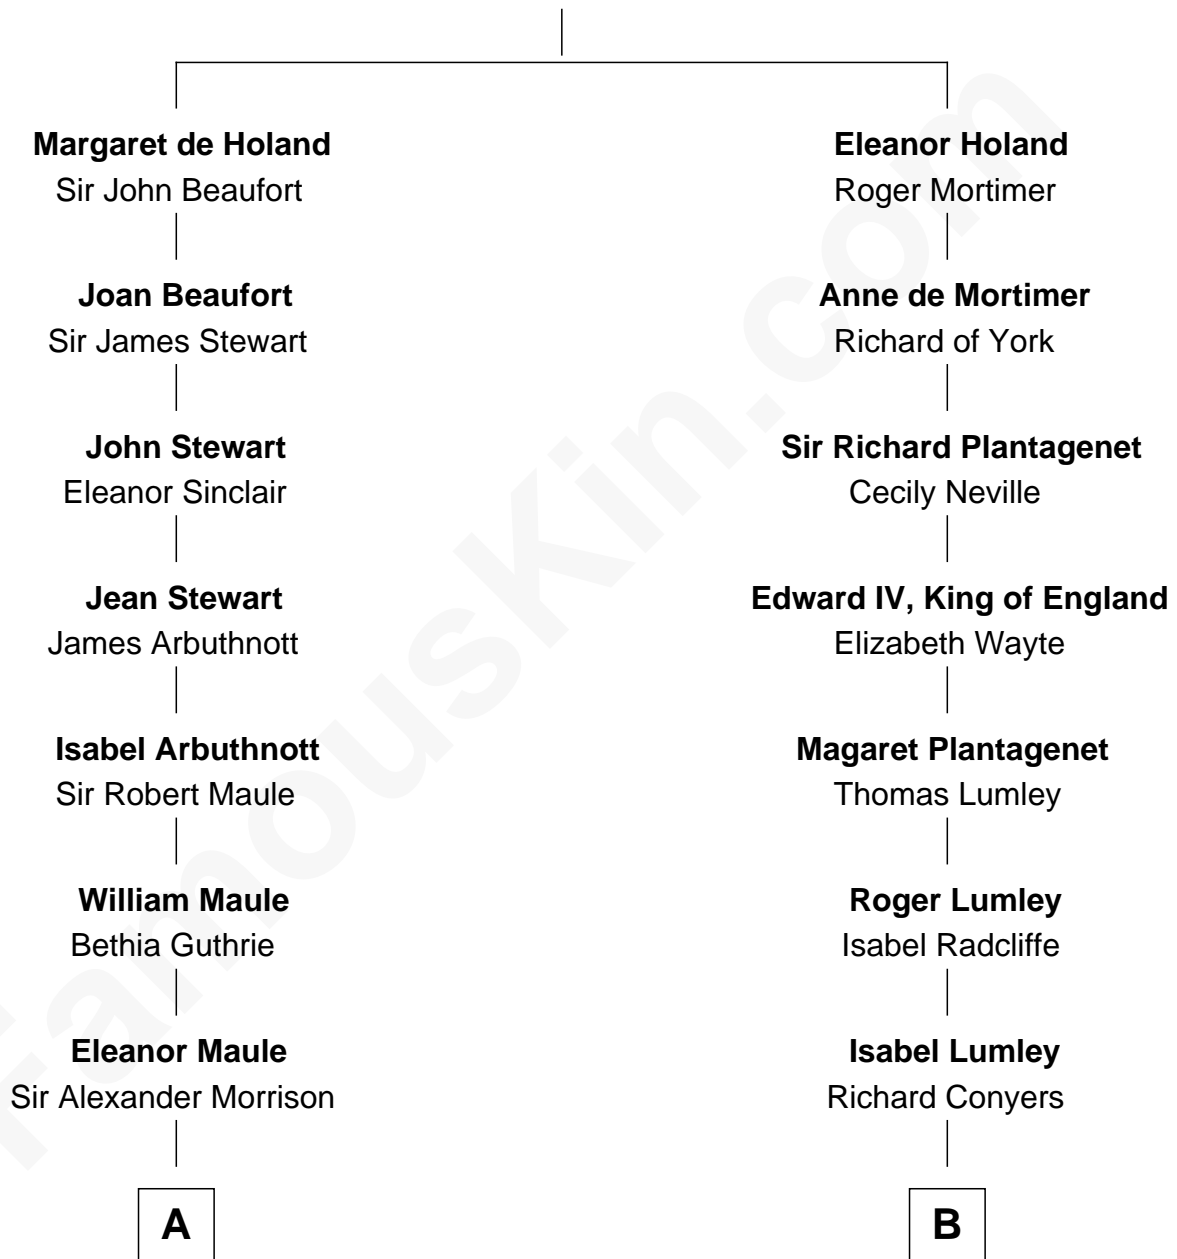 Margaret de Holand
Sir John Beaufort
Joan Beaufort
Sir James Stewart
John Stewart
Eleanor Sinclair
Jean Stewart
James Arbuthnott
Isabel Arbuthnott
Sir Robert Maule
William Maule
Bethia Guthrie
Eleanor Maule
Sir Alexander Morrison
A
Eleanor Holand
Roger Mortimer
Anne de Mortimer
Richard of York
Sir Richard Plantagenet
Cecily Neville
Edward IV, King of England
Elizabeth Wayte
Magaret Plantagenet
Thomas Lumley
Roger Lumley
Isabel Radcliffe
Isabel Lumley
Richard Conyers
B
FamousKin.com